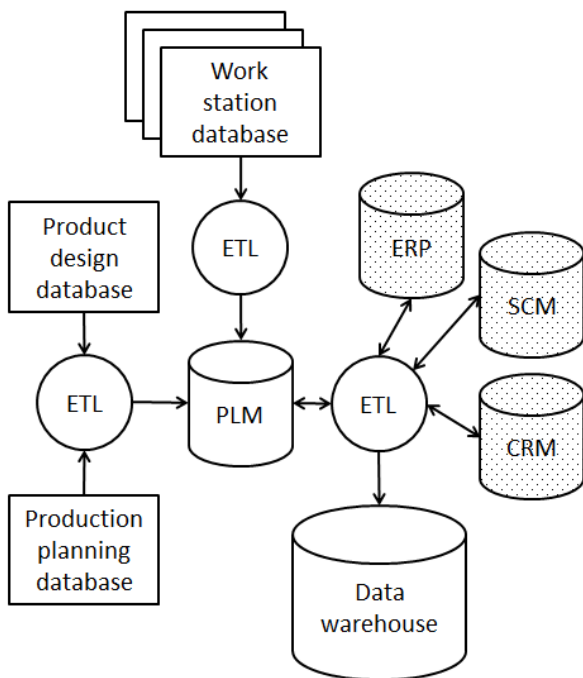 Work
station
database
Product
design
database
ETL
ERP
SCM
ETL
PLM
ETL
CRM
Production
planning
database
Data
warehouse